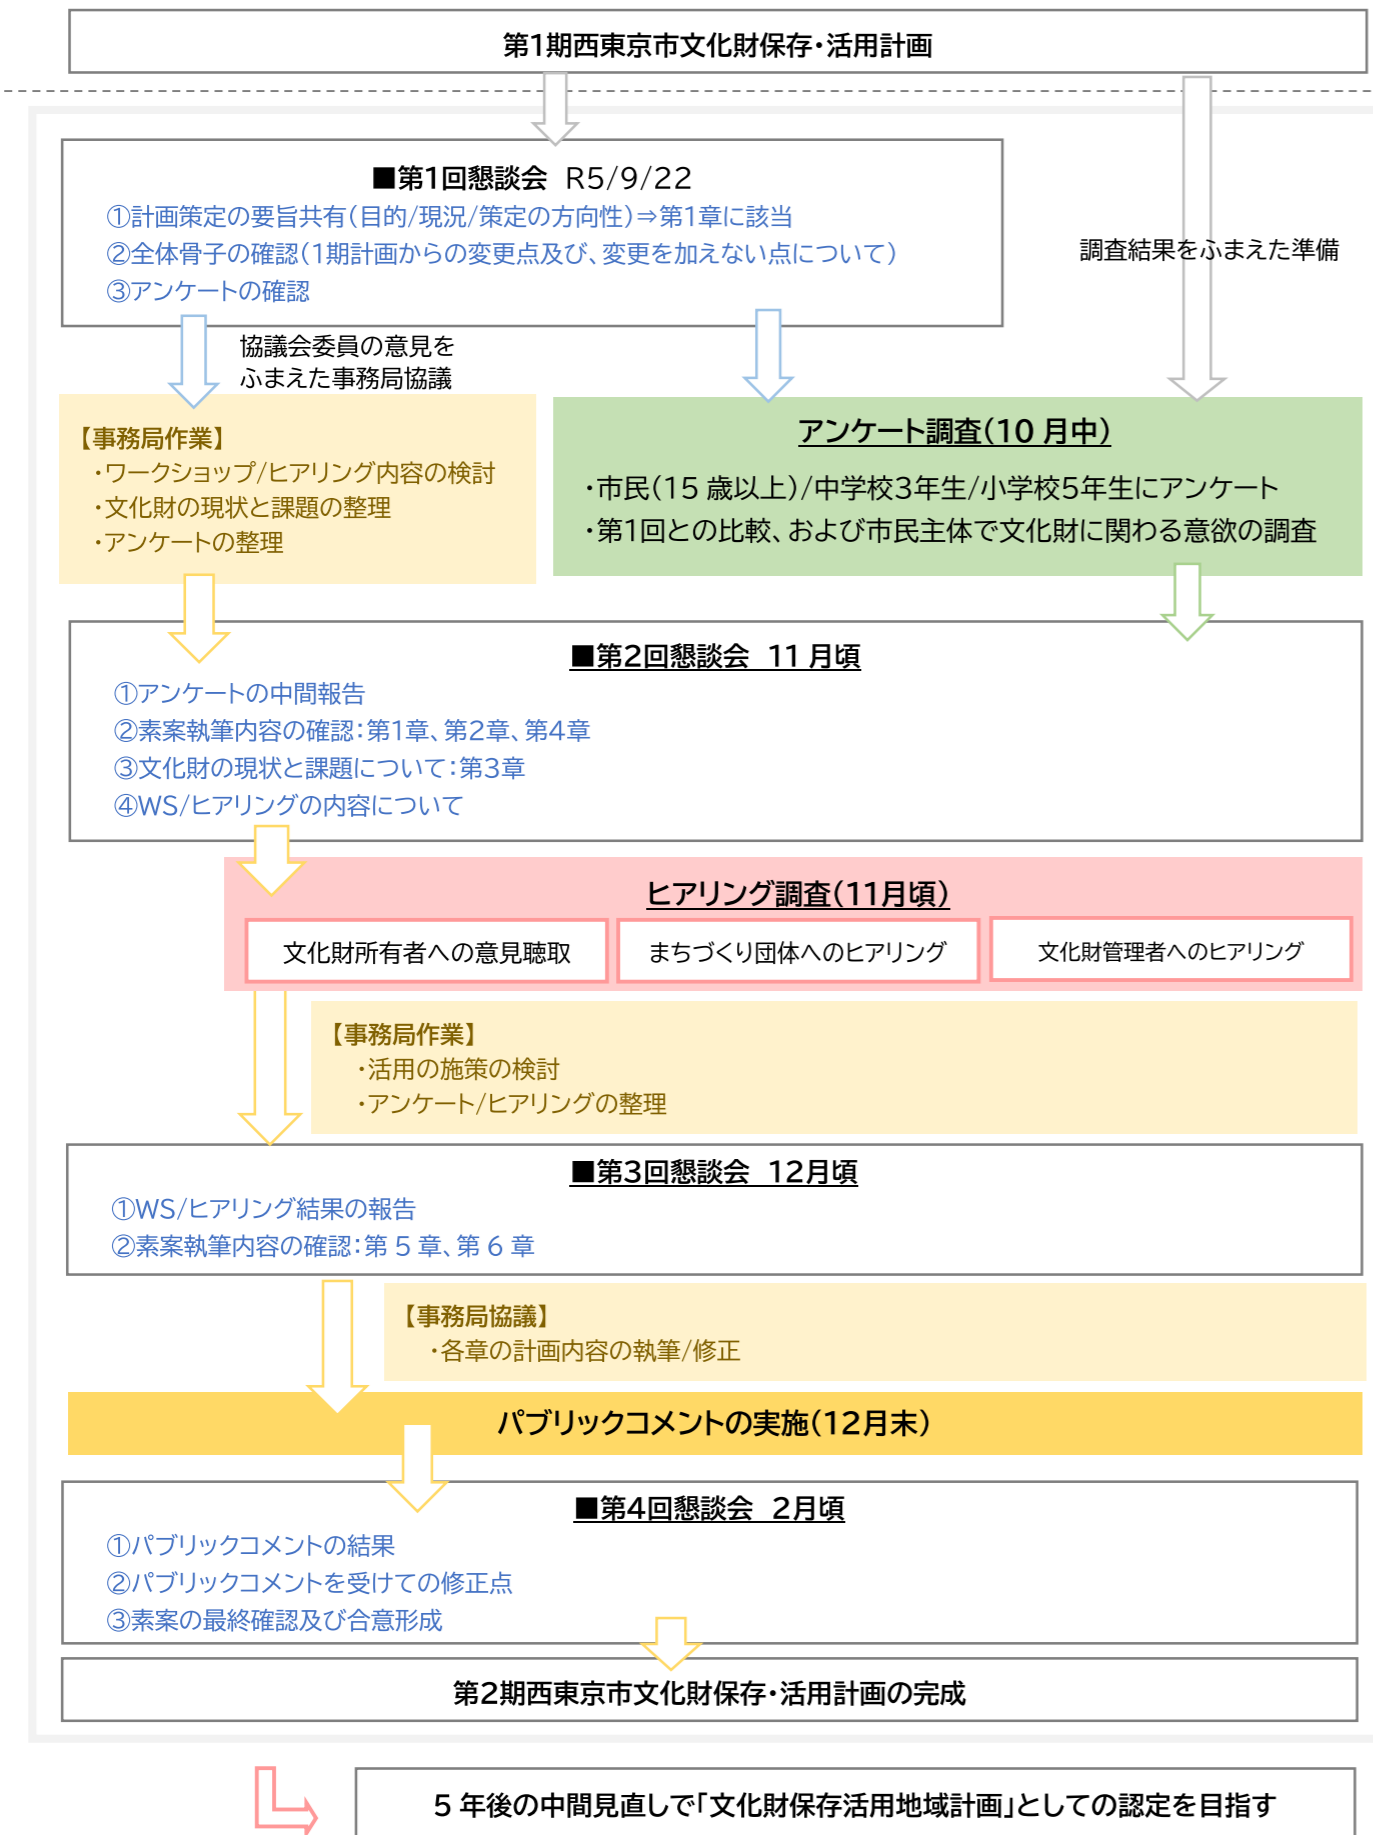 第1期西東京市文化財保存・活用計画
■第1回懇談会　R5/9/22
①計画策定の要旨共有(目的/現況/策定の方向性)⇒第1章に該当
②全体骨子の確認(1期計画からの変更点及び、変更を加えない点について)
③アンケートの確認
調査結果をふまえた準備
協議会委員の意見を
ふまえた事務局協議
【事務局作業】
・ワークショップ/ヒアリング内容の検討
・文化財の現状と課題の整理
・アンケートの整理
アンケート調査(10 月中)
・市民(15 歳以上)/中学校3年生/小学校5年生にアンケート
・第1回との比較、および市民主体で文化財に関わる意欲の調査
■第2回懇談会　11 月頃
①アンケートの中間報告
②素案執筆内容の確認：第1章、第2章、第4章
③文化財の現状と課題について：第3章
④WS/ヒアリングの内容について
ヒアリング調査(11月頃)
文化財所有者への意見聴取
まちづくり団体へのヒアリング
文化財管理者へのヒアリング
【事務局作業】
・活用の施策の検討
・アンケート/ヒアリングの整理
■第3回懇談会　12月頃
①WS/ヒアリング結果の報告
②素案執筆内容の確認：第 5 章、第 6 章
【事務局協議】
・各章の計画内容の執筆/修正
パブリックコメントの実施(12月末)
■第4回懇談会　2月頃
①パブリックコメントの結果
②パブリックコメントを受けての修正点
③素案の最終確認及び合意形成
第2期西東京市文化財保存・活用計画の完成
5 年後の中間見直しで「文化財保存活用地域計画」としての認定を目指す